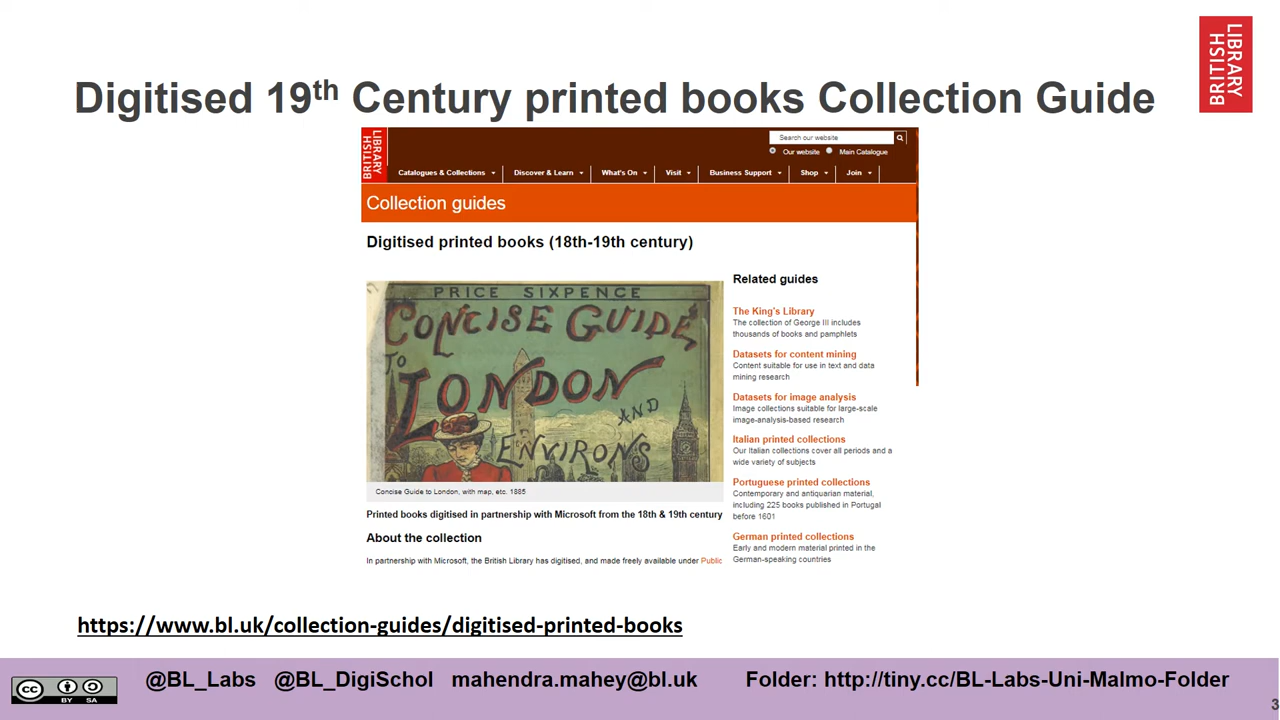 Digitised 19th Century printed books Collection Guide
BRITISH LIBRARY
BRITISH LIBRARY
Search our website
Our website Main Catalogue
Catalogues & Collections Discover & Learn What's On Visit Business Support Shop Join
Collection guides
Digitised printed books (18th-19th century)
PRICE SIXPENCE
CONCISE GUIDE
TO
LONDON
AND
ENVIRONS
Concise Guide to London, with map, etc. 1885
Printed books digitised in partnership with Microsoft from the 18th & 19th century
About the collection
In partnership with Microsoft, the British Library has digitised, and made freely available under Public
Related guides
The King's Library
The collection of George III includes
thousands of books and pamphlets
Datasets for content mining
Content suitable for use in text and data
mining research
Datasets for image analysis
Image collections suitable for large-scale
image-analysis-based research
Italian printed collections
Our Italian collections cover all periods and a
wide variety of subjects
Portuguese printed collections
Contemporary and antiquarian material,
including 225 books published in Portugal
before 1601
German printed collections
Early and modern material printed in the
German-speaking countries
https://www.bl.uk/collection-guides/digitised-printed-books
cc BY SA
@BL_Labs @BL_DigiSchol mahendra.mahey@bl.uk Folder: http://tiny.cc/BL-Labs-Uni-Malmo-Folder
3